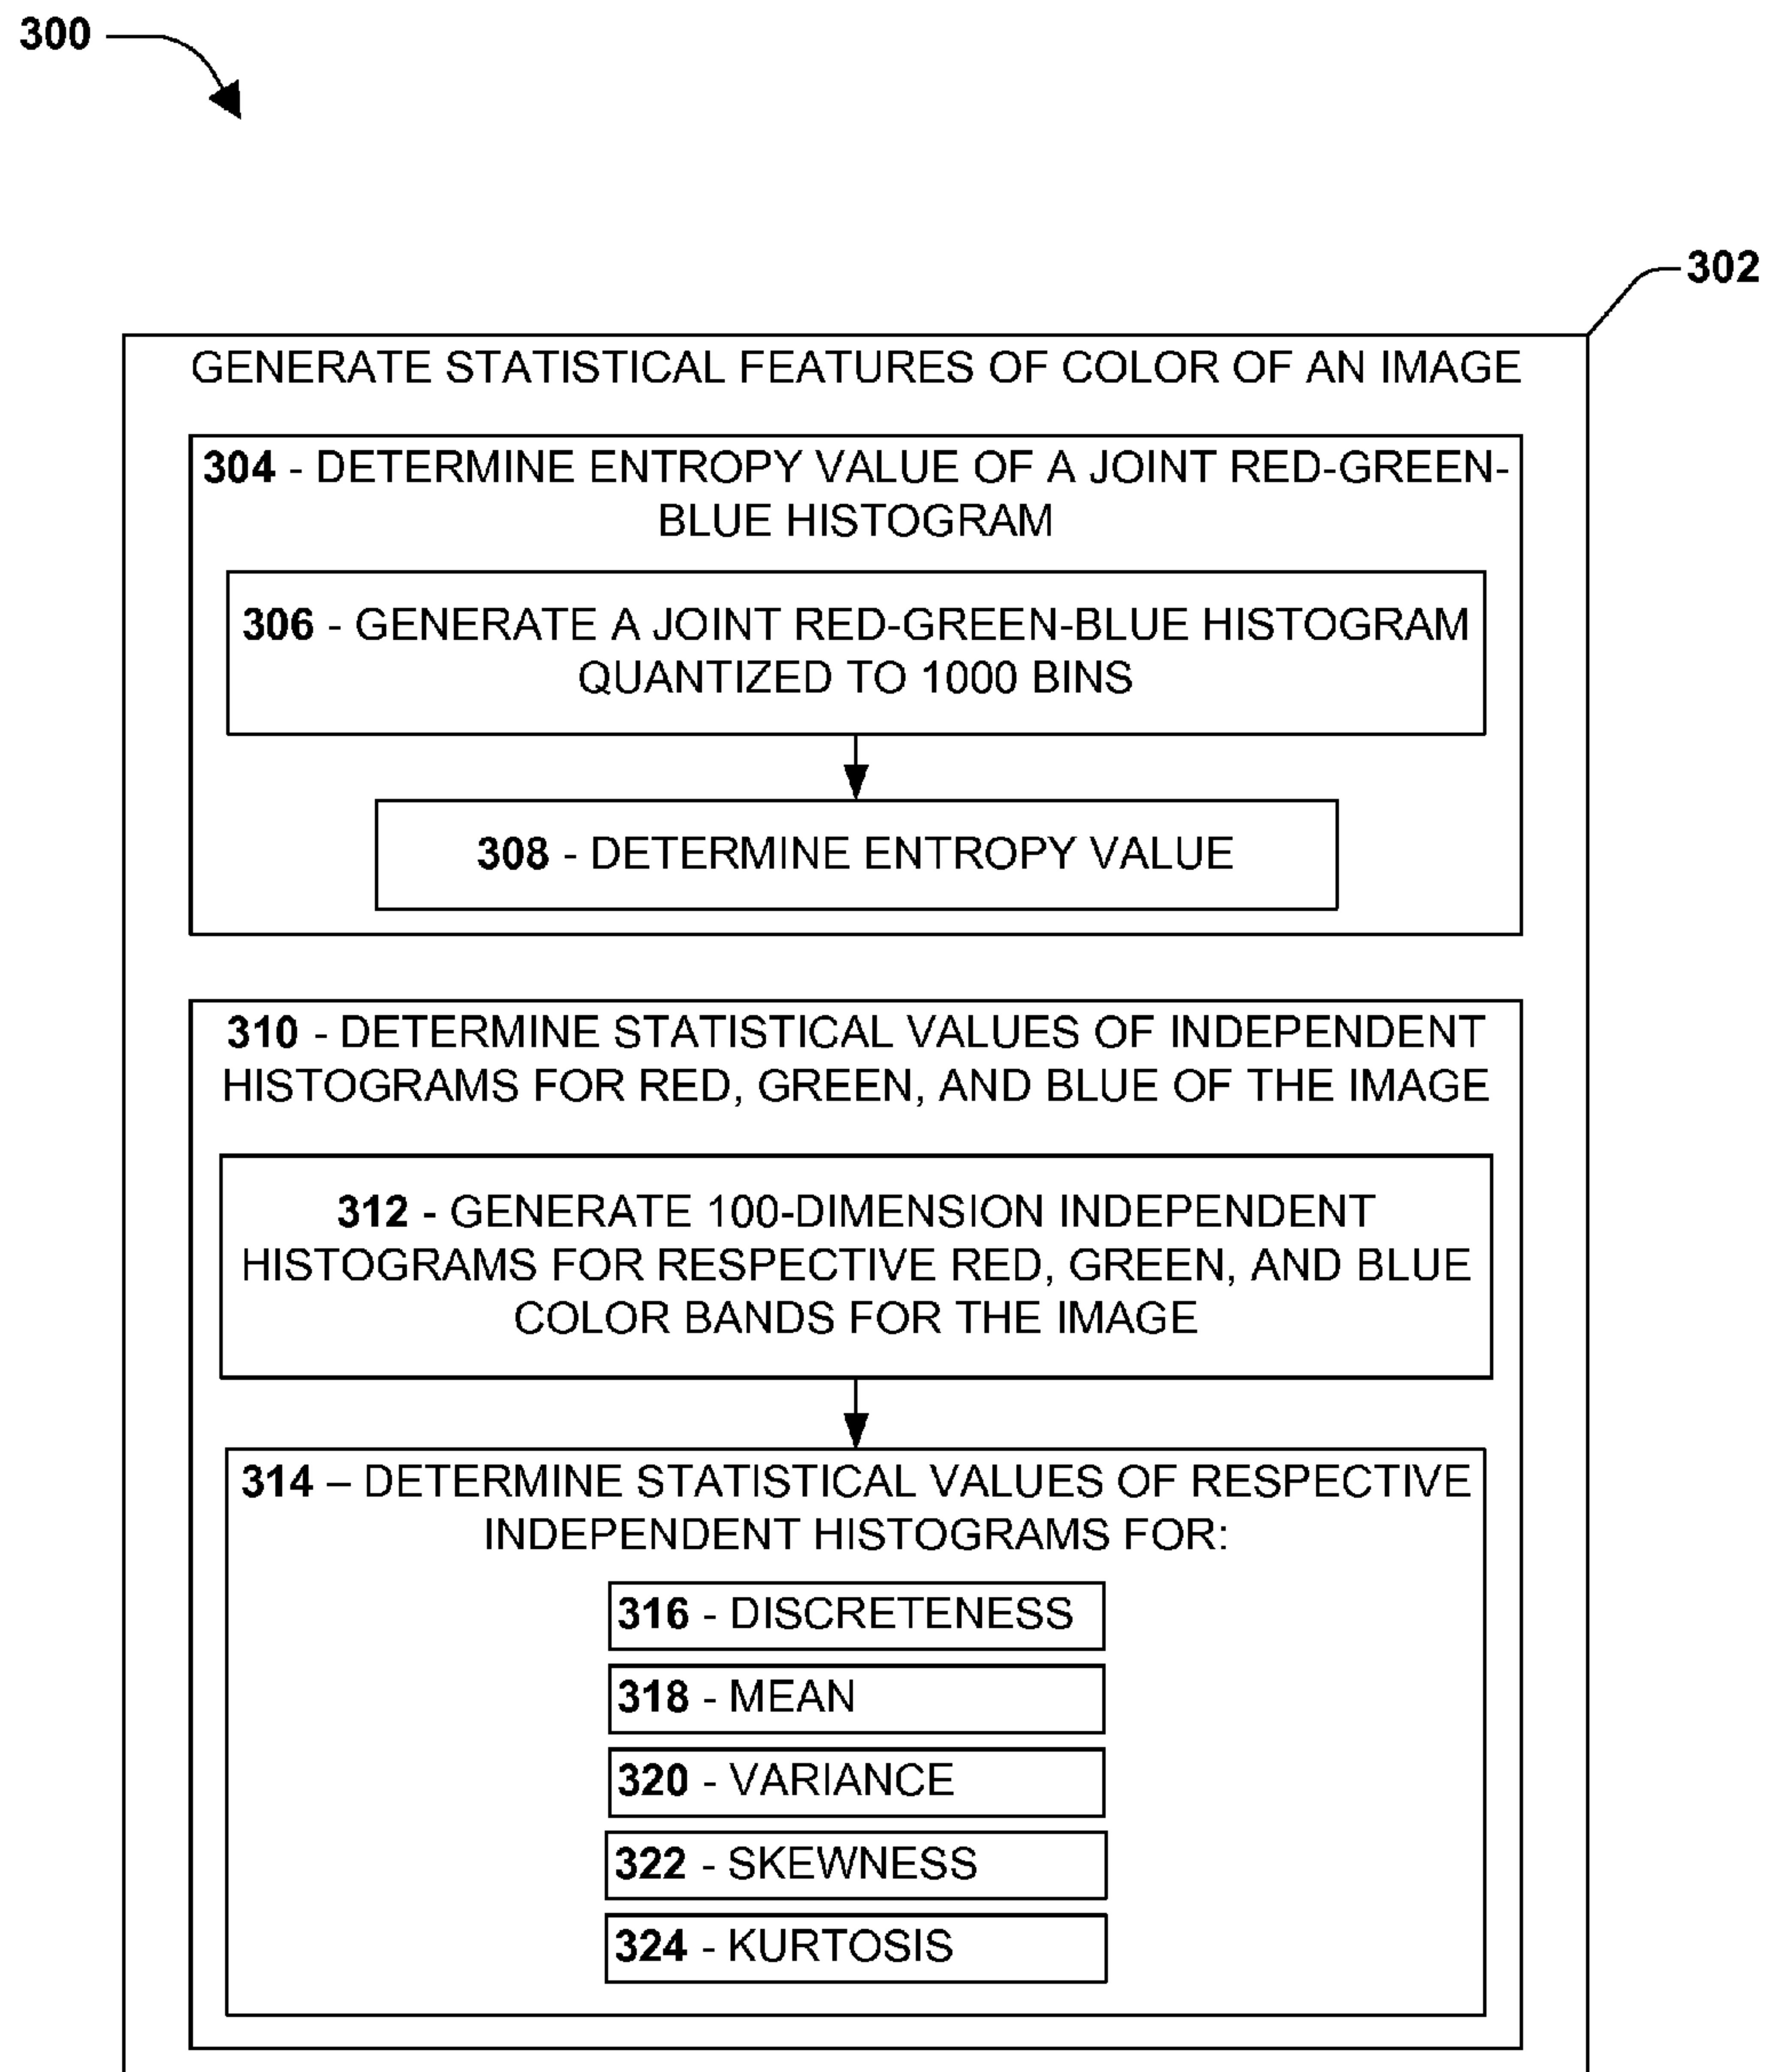 300
302
GENERATE STATISTICAL FEATURES OF COLOR OF AN IMAGE
304 - DETERMINE ENTROPY VALUE OF A JOINT RED-GREEN-
BLUE HISTOGRAM
306 - GENERATE A JOINT RED-GREEN-BLUE HISTOGRAM
QUANTIZED TO 1000 BINS
308 - DETERMINE ENTROPY VALUE
310 - DETERMINE STATISTICAL VALUES OF INDEPENDENT
HISTOGRAMS FOR RED, GREEN, AND BLUE OF THE IMAGE
312 - GENERATE 100-DIMENSION INDEPENDENT
HISTOGRAMS FOR RESPECTIVE RED, GREEN, AND BLUE
COLOR BANDS FOR THE IMAGE
314 – DETERMINE STATISTICAL VALUES OF RESPECTIVE
INDEPENDENT HISTOGRAMS FOR:
316 - DISCRETENESS
318 - MEAN
320 - VARIANCE
322 - SKEWNESS
324 - KURTOSIS